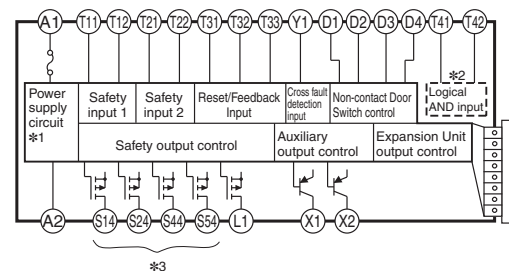 A1 T11 T12 T21 T22 T31 T32 T33 Y1 D1 D2 D3 D4 T41 T42
Power
supply
circuit
✻1
Safety
input 1
Safety
input 2
Reset/Feedback
Input
Cross fault
detection
input
Non-contact Door
Switch control
✻2
Logical
AND input
Safety output control
Auxiliary
output control
Expansion Unit
output control
A2 S14 S24 S44 S54 L1 X1 X2
✻3